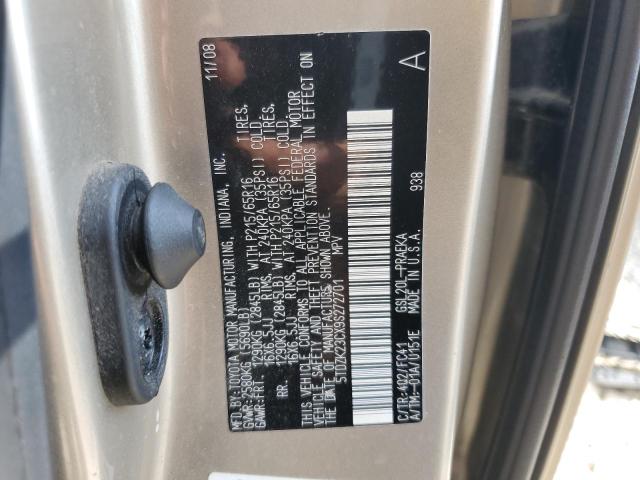 MFD.BY:TOYOTA MOTOR MANUFACTURING, INDIANA, INC. 11/08
GVWR:2580KG (5690LB)
GAWR:FRT. 1290KG (2845LB) WITH P215/65R16 TIRES,
16X6.5JJ RIMS, AT 240KPA (35PSI) COLD.
RR. 1290KG (2845LB) WITH P215/65R16 TIRES,
16X6.5JJ RIMS, AT 240KPA (35PSI) COLD.
THIS VEHICLE CONFORMS TO ALL APPLICABLE FEDERAL MOTOR
VEHICLE SAFETY AND THEFT PREVENTION STANDARDS IN EFFECT ON
THE DATE OF MANUFACTURE SHOWN ABOVE.
5TDZK23CX9S272701 MPV
C/TR:4Q2/FC41 GSL20L-PRAEKA 938 A
A/TM:-01A/U151E MADE IN U.S.A.